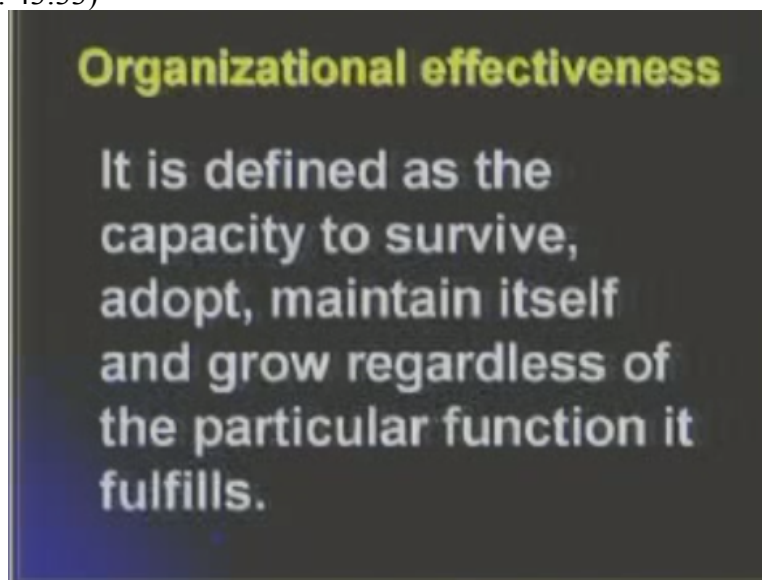 Organizational effectiveness
It is defined as the
capacity to survive,
adopt, maintain itself
and grow regardless of
the particular function it
fulfills.